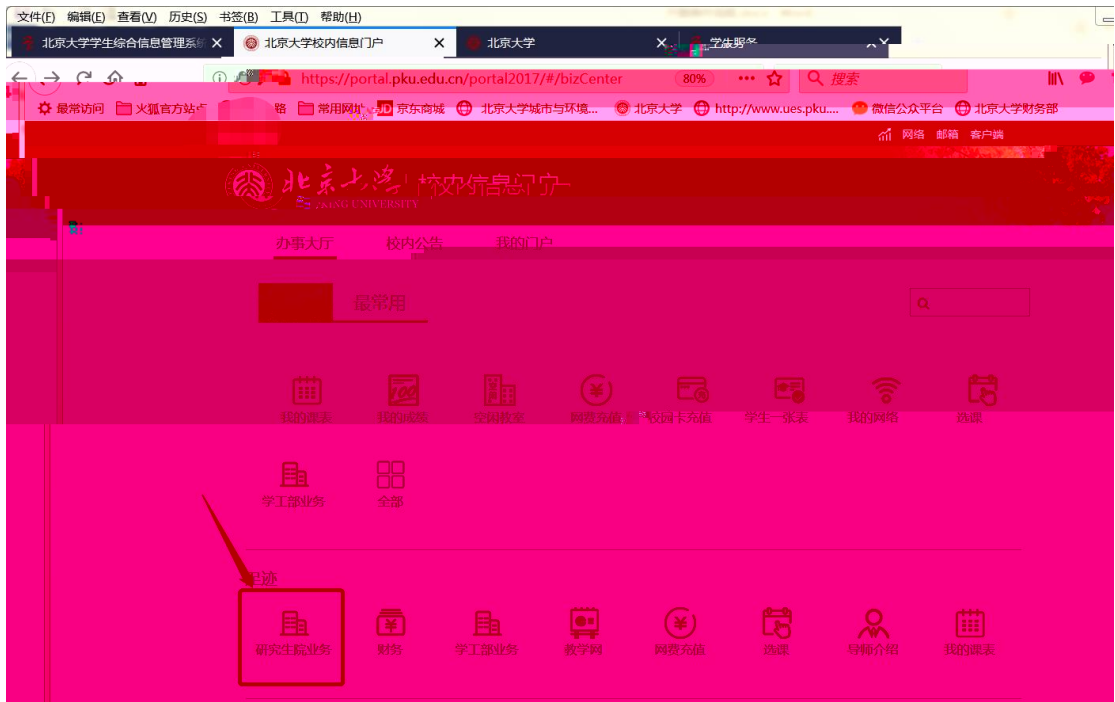 文件(F) 编辑(E) 查看(V) 历史(S) 书签(B) 工具(T) 帮助(H)
北京大学学生综合信息管理系统 × 北京大学校内信息门户 × 北京大学 ×
https://portal.pku.edu.cn/portal2017/#/bizCenter 80% ••• 搜索
最常访问 火狐官方站点 常用网址 JD 京东商城 北京大学城市与环境... 北京大学 http://www.ues.pku.... 微信公众平台 北京大学财务部
网络 邮箱 客户端
北京大学 校内信息门户
UNIVERSITY
办事大厅 校内公告 我的门户
最常用
我的课表 我的成绩 空闲教室 网费充值 校园卡充值 学生一张表 我的网络 选课
学工部业务 全部
足迹
研究生院业务 财务 学工部业务 教学网 网费充值 选课 导师介绍 我的课表